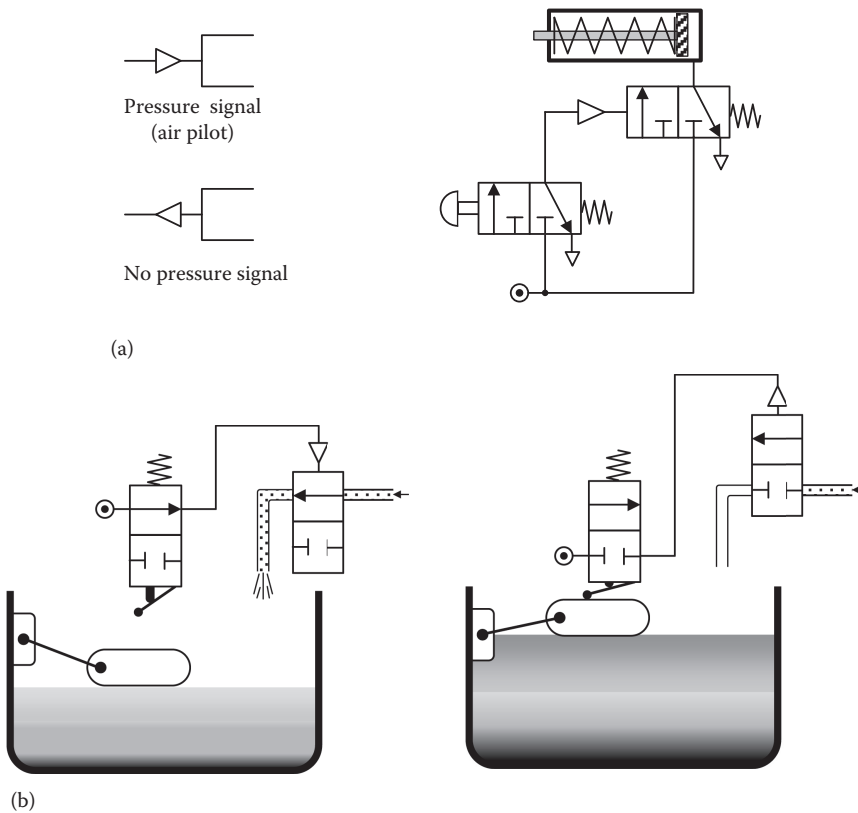 Pressure signal
(air pilot)
No pressure signal
(a)
(b)